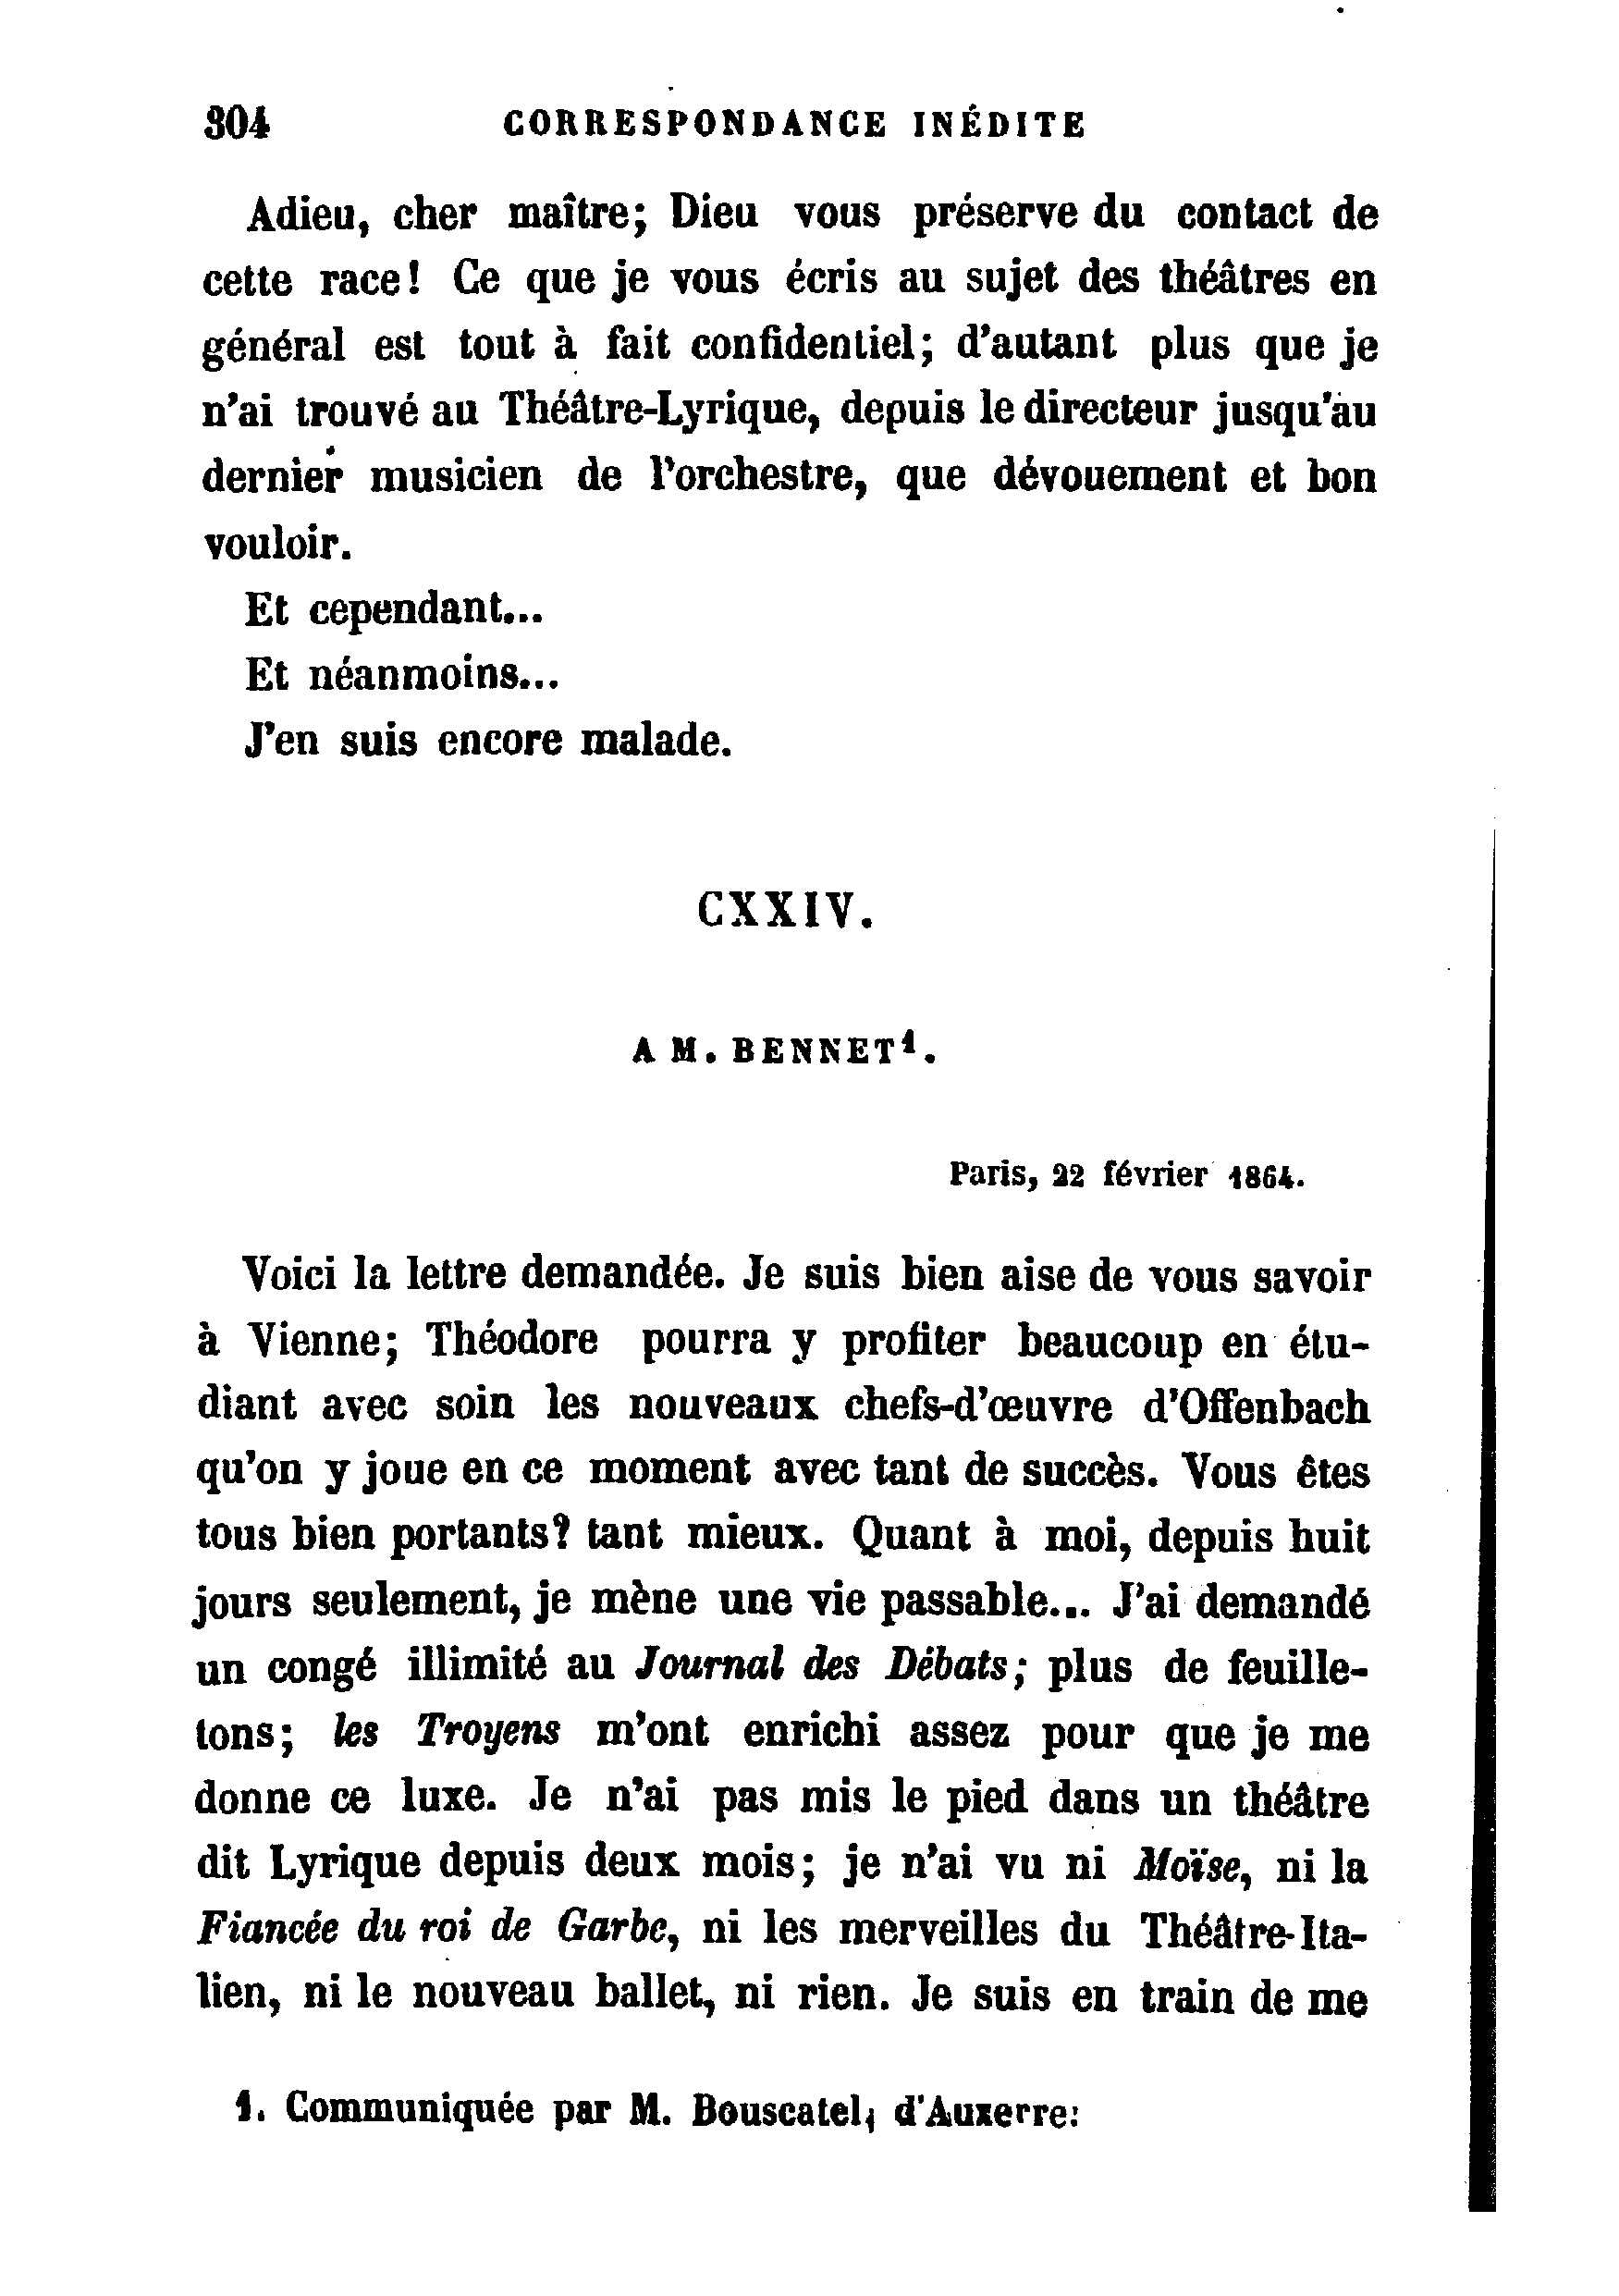 304 CORRESPONDANCE INÉDITE
Adieu, cher maître; Dieu vous préserve du contact de
cette race! Ce que je vous écris au sujet des théâtres en
général est tout à fait confidentiel; d'autant plus que je
n'ai trouvé au Théâtre-Lyrique, depuis le directeur jusqu'au
dernier musicien de l'orchestre, que dévouement et bon
vouloir.
Et cependant...
Et néanmoins...
J'en suis encore malade.
CXXIV.
A M. BENNET¹.
Paris, 22 février 1864.
Voici la lettre demandée. Je suis bien aise de vous savoir
à Vienne; Théodore pourra y profiter beaucoup en étu-
diant avec soin les nouveaux chefs-d'œuvre d'Offenbach
qu'on y joue en ce moment avec tant de succès. Vous êtes
tous bien portants? tant mieux. Quant à moi, depuis huit
jours seulement, je mène une vie passable... J'ai demandé
un congé illimité au Journal des Débats; plus de feuille-
tons; les Troyens m'ont enrichi assez pour que je me
donne ce luxe. Je n'ai pas mis le pied dans un théâtre
dit Lyrique depuis deux mois; je n'ai vu ni Moïse, ni la
Fiancée du roi de Garbe, ni les merveilles du Théâtre-Ita-
lien, ni le nouveau ballet, ni rien. Je suis en train de me
1. Communiquée par M. Bouscatel, d'Auxerre: